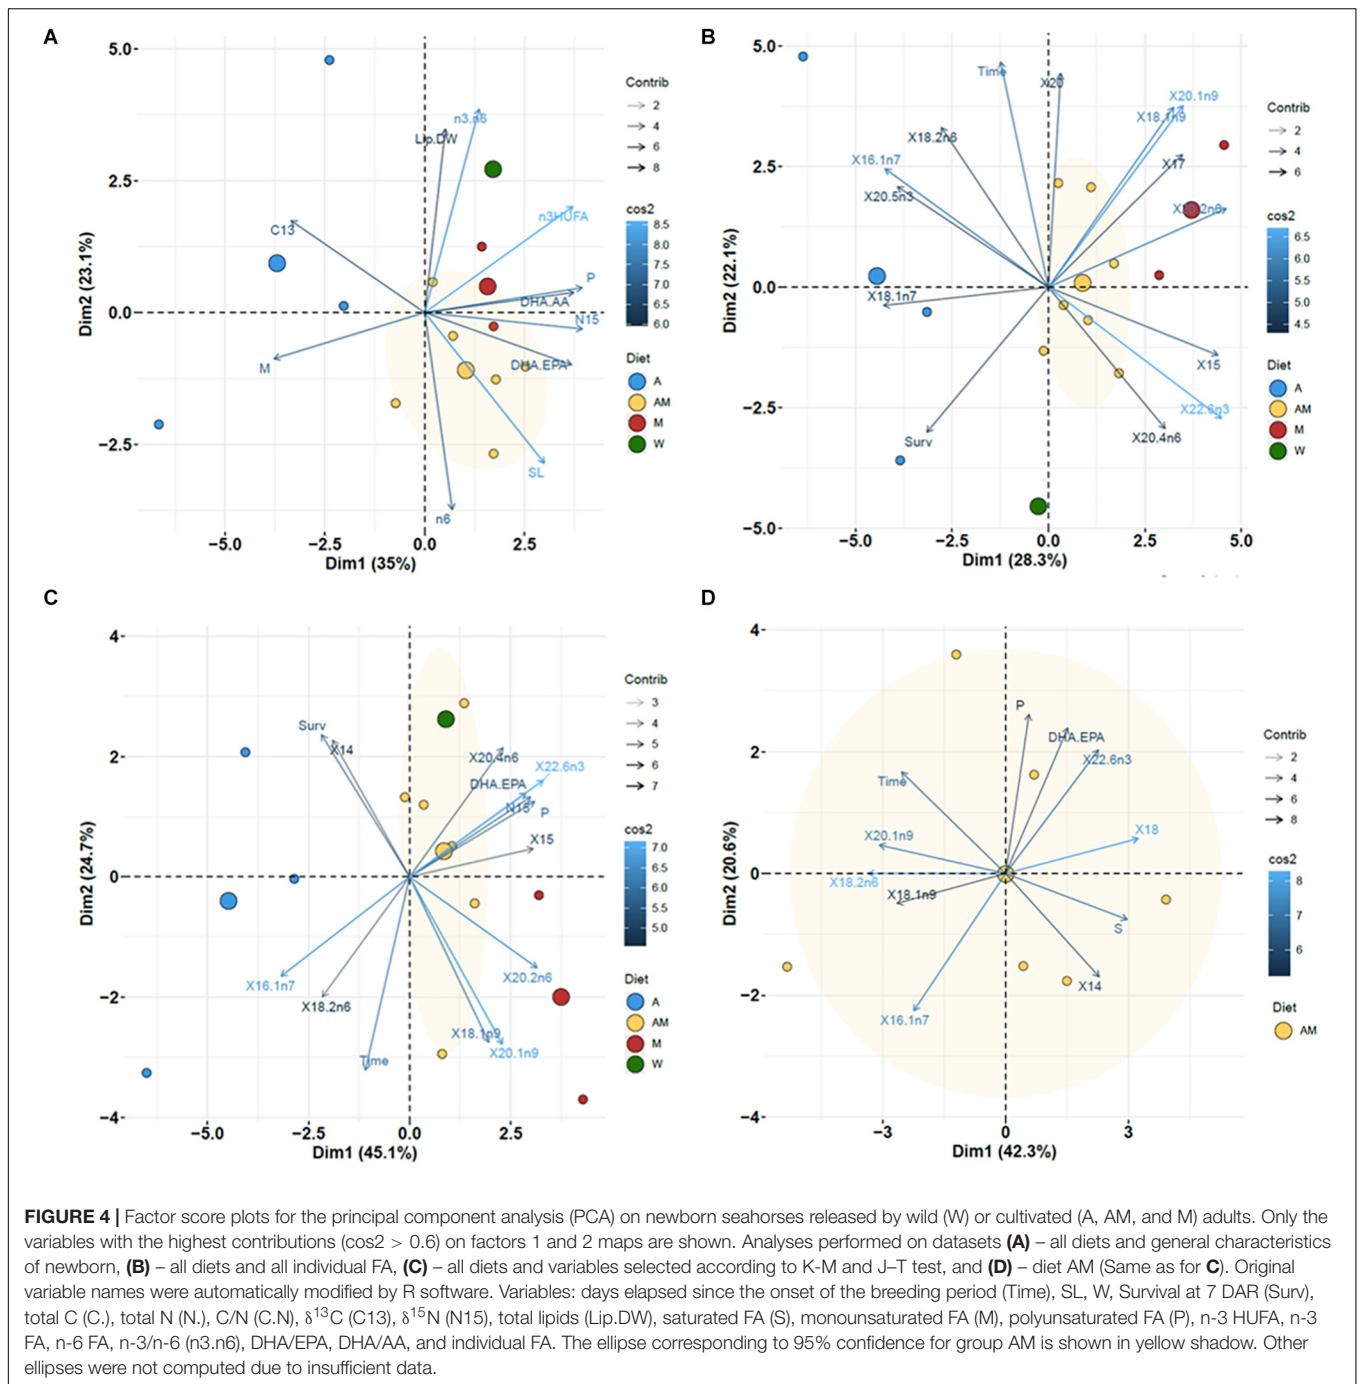 A
5.0
2.5
0.0
−2.5
Dim2 (23.1%)
−5.0
−2.5
0.0
2.5
Dim1 (35%)
n3.n6
Lip.DW
C13
n3HUFA
P
DHA.AA
N15
DHA.EPA
M
SL
n6
Contrib
2
4
6
8
cos2
8.5
8.0
7.5
7.0
6.5
6.0
Diet
A
AM
M
W
B
5.0
2.5
0.0
−2.5
−5.0
Dim2 (22.1%)
−5.0
−2.5
0.0
2.5
5.0
Dim1 (28.3%)
Time
X20
X20.1n9
X18.1n9
X18.2n6
X17
X16.1n7
X20.5n3
X20.2n6
X18.1n7
X15
X22.6n3
X20.4n6
Surv
Contrib
2
4
6
cos2
6.5
6.0
5.5
5.0
4.5
Diet
A
AM
M
W
C
4
2
0
−2
−4
Dim2 (24.7%)
−5.0
−2.5
0.0
2.5
Dim1 (45.1%)
Surv
X14
X20.4n6
X22.6n3
DHA.EPA
N15
P
X15
X16.1n7
X18.2n6
X20.2n6
X18.1n9
X20.1n9
Time
Contrib
3
4
5
6
7
cos2
7.0
6.5
6.0
5.5
5.0
Diet
A
AM
M
W
D
4
2
0
−2
−4
Dim2 (20.6%)
−3
0
3
Dim1 (42.3%)
P
DHA.EPA
X22.6n3
Time
X20.1n9
X18
X18.2n6
X18.1n9
S
X14
X16.1n7
Contrib
2
4
6
8
cos2
8
7
6
Diet
AM
FIGURE 4 | Factor score plots for the principal component analysis (PCA) on newborn seahorses released by wild (W) or cultivated (A, AM, and M) adults. Only the
variables with the highest contributions (cos2 > 0.6) on factors 1 and 2 maps are shown. Analyses performed on datasets (A) – all diets and general characteristics
of newborn, (B) – all diets and all individual FA, (C) – all diets and variables selected according to K-M and J–T test, and (D) – diet AM (Same as for C). Original
variable names were automatically modified by R software. Variables: days elapsed since the onset of the breeding period (Time), SL, W, Survival at 7 DAR (Surv),
total C (C.), total N (N.), C/N (C.N), δ13C (C13), δ15N (N15), total lipids (Lip.DW), saturated FA (S), monounsaturated FA (M), polyunsaturated FA (P), n-3 HUFA, n-3
FA, n-6 FA, n-3/n-6 (n3.n6), DHA/EPA, DHA/AA, and individual FA. The ellipse corresponding to 95% confidence for group AM is shown in yellow shadow. Other
ellipses were not computed due to insufficient data.